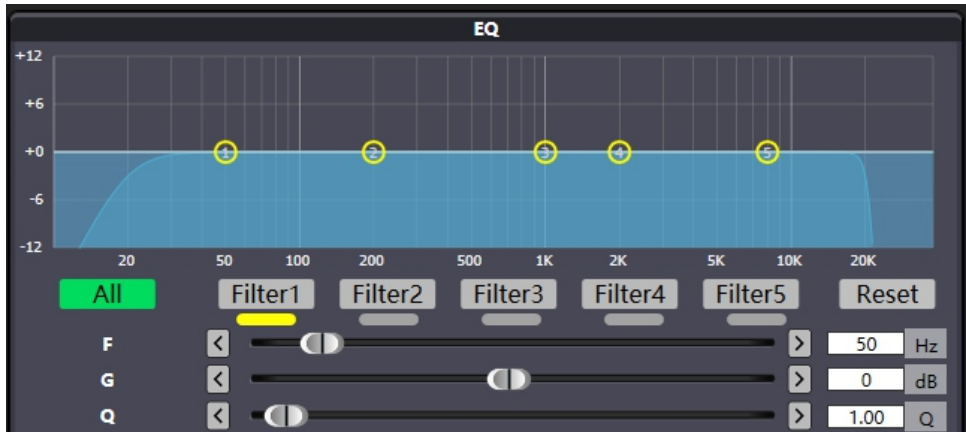 EQ
+12
+6
+0
-6
-12
1 2 3 4 5
20 50 100 200 500 1K 2K 5K 10K 20K
All Filter1 Filter2 Filter3 Filter4 Filter5 Reset
F < > 50 Hz
G < > 0 dB
Q < > 1.00 Q